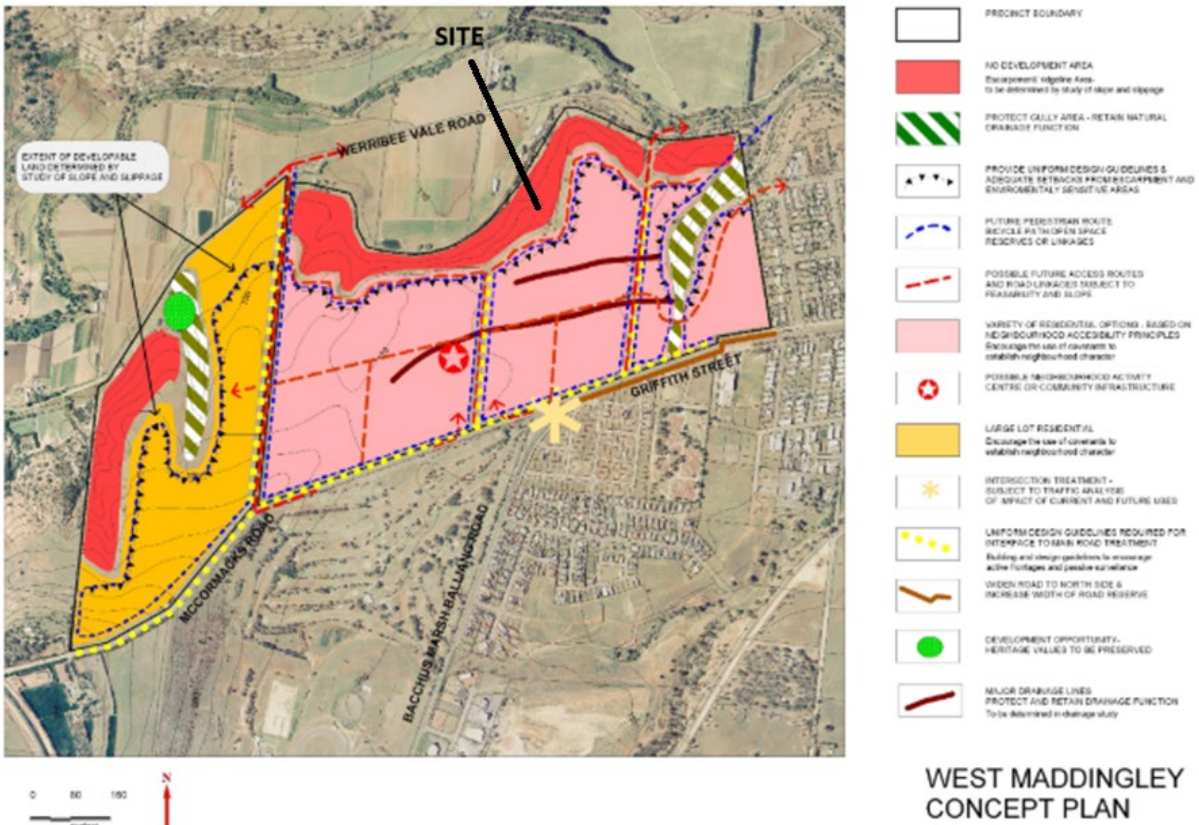 SITE
WERRIBEE VALE ROAD
EXTENT OF DEVELOPABLE
LAND DETERMINED BY
STUDY OF SLOPE AND SLIPPAGE
GRIFFITH STREET
MCCORMACKS ROAD
BACCHUS MARSH BALLIANG ROAD
PRECINCT BOUNDARY
NO DEVELOPMENT AREA
Escarpment/ ridgeline Area-
to be determined by study of slope and slippage
PROTECT GULLY AREA - RETAIN NATURAL
DRAINAGE FUNCTION
PROVIDE UNIFORM DESIGN GUIDELINES &
ADEQUATE SETBACKS FROM ESCARPMENT AND
ENVIROMENTALY SENSITIVE AREAS
FUTURE PEDESTRIAN ROUTE
BICYCLE PATH OPEN SPACE
RESERVES OR LINKAGES
POSSIBLE FUTURE ACCESS ROUTES
AND ROAD LINKAGES SUBJECT TO
FEASABILITY AND SLOPE
VARIETY OF RESIDENTIAL OPTIONS - BASED ON
NEIGHBOURHOOD ACCESIBILITY PRINCIPLES
Encourage the use of covenants to
establish neighbourhood character
POSSIBLE NEIGHBOURHOOD ACTIVITY
CENTRE OR COMMUNITY INFRASTRUCTURE
LARGE LOT RESIDENTIAL
Encourage the use of covenants to
establish neighbourhood character
INTERSECTION TREATMENT -
SUBJECT TO TRAFFIC ANALYSIS
OF IMPACT OF CURRENT AND FUTURE USES
UNIFORM DESIGN GUIDELINES REQUIRED FOR
INTERFACE TO MAIN ROAD TREATMENT
Building and design guidelines to encourage
active frontages and passive surveilance
WIDEN ROAD TO NORTH SIDE &
INCREASE WIDTH OF ROAD RESERVE
DEVELOPMENT OPPORTUNITY-
HERITAGE VALUES TO BE PRESERVED
MAJOR DRAINAGE LINES
PROTECT AND RETAIN DRAINAGE FUNCTION
To be determined in drainage study
0 80 160
N
WEST MADDINGLEY
CONCEPT PLAN